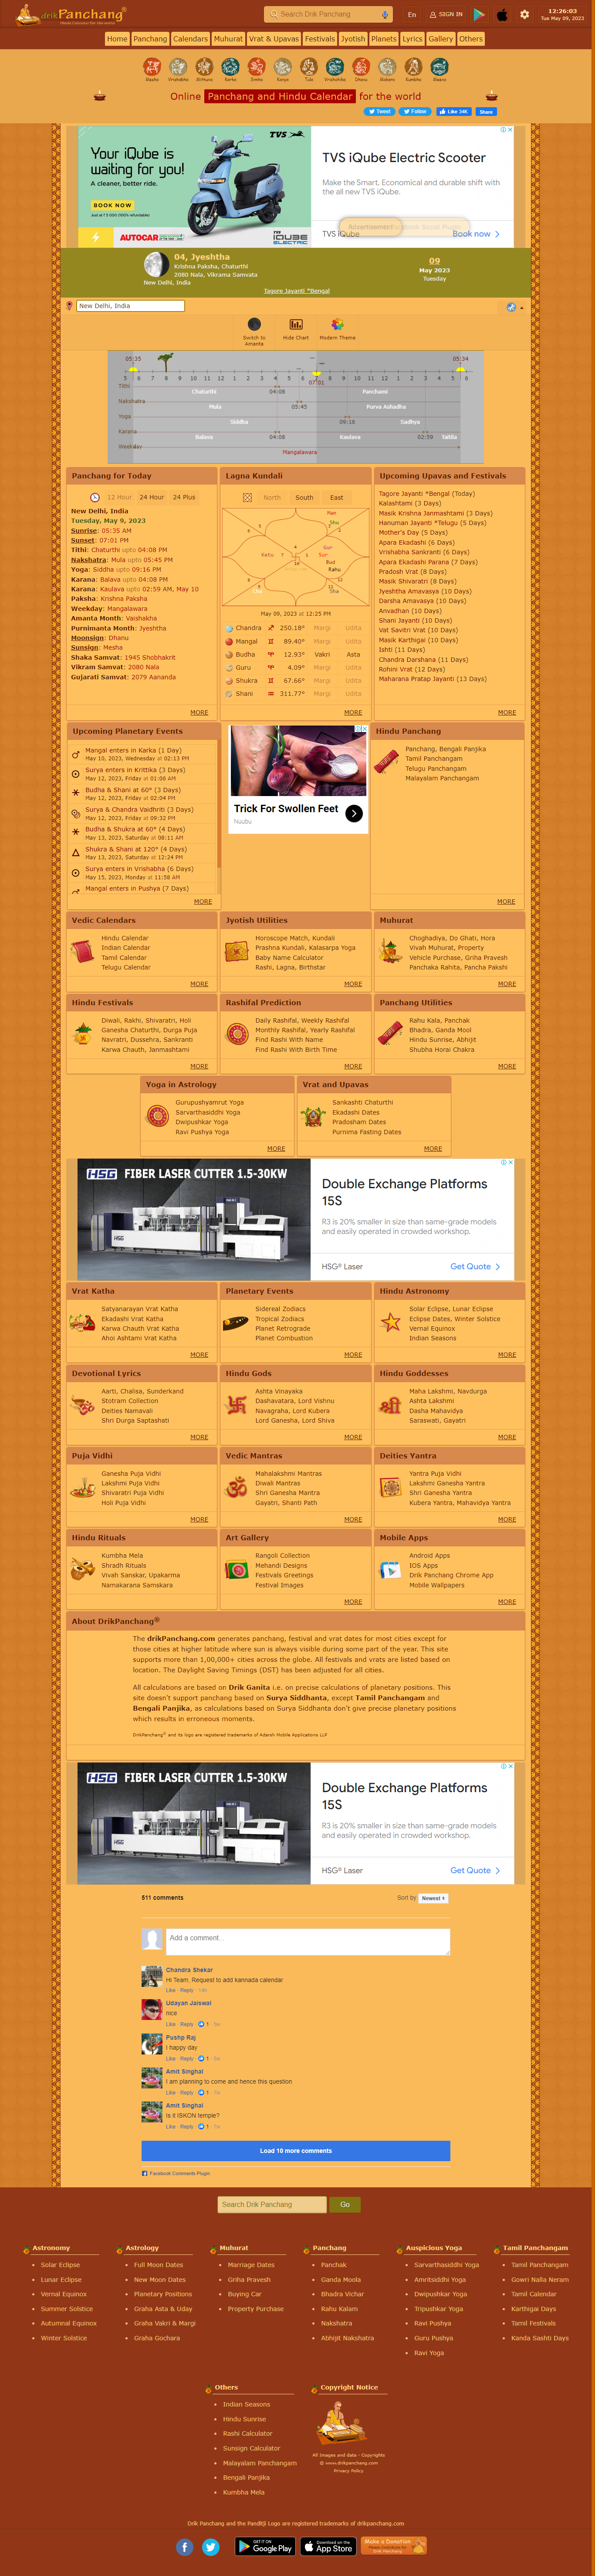 drikPanchang®
Search Drik Panchang
En
SIGN IN
12:26:03
Tue May 09, 2023
Home Panchang Calendars Muhurat Vrat & Upavas Festivals Jyotish Planets Lyrics Gallery Others
Online Panchang and Hindu Calendar for the world
Tweet Follow Like 34K Share
Your iQube is
waiting for you!
A cleaner, better ride.
BOOK NOW
TVS
AUTOCAR
TVS iQube Electric Scooter
Make the Smart, Economical and durable shift with
the all new TVS iQube.
TVS iQube
Book now
04, Jyeshtha
Krishna Paksha, Chaturthi
2080 Nala, Vikrama Samvata
New Delhi, India
09
May 2023
Tuesday
Tagore Jayanti *Bengal
New Delhi, India
Switch to
Amanta
Hide Chart
Modern Theme
05:35
07:01
05:34
5 6 7 8 9 10 11 12 1 2 3 4 5 6 7 8 9 10 11 12 1 2 3 4 5 6
Tithi Chaturthi 04:08 Panchami
Nakshatra Mula 05:45 Purva Ashadha
Yoga Siddha 09:16 Sadhya
Karana Balava 04:08 Kaulava 02:59 Taitila
Weekday Mangalawara
Panchang for Today
12 Hour 24 Hour 24 Plus
New Delhi, India
Tuesday, May 9, 2023
Sunrise: 05:35 AM
Sunset: 07:01 PM
Tithi: Chaturthi upto 04:08 PM
Nakshatra: Mula upto 05:45 PM
Yoga: Siddha upto 09:16 PM
Karana: Balava upto 04:08 PM
Karana: Kaulava upto 02:59 AM, May 10
Paksha: Krishna Paksha
Weekday: Mangalawara
Amanta Month: Vaishakha
Purnimanta Month: Jyeshtha
Moonsign: Dhanu
Sunsign: Mesha
Shaka Samvat: 1945 Shobhakrit
Vikram Samvat: 2080 Nala
Gujarati Samvat: 2079 Aananda
MORE
Lagna Kundali
North South East
May 09, 2023 at 12:25 PM
Chandra 250.18° Margi Udita
Mangal 89.40° Margi Udita
Budha 12.93° Vakri Asta
Guru 4.09° Margi Udita
Shukra 67.66° Margi Udita
Shani 311.77° Margi Udita
MORE
Upcoming Upavas and Festivals
Tagore Jayanti *Bengal (Today)
Kalashtami (3 Days)
Masik Krishna Janmashtami (3 Days)
Hanuman Jayanti *Telugu (5 Days)
Mother's Day (5 Days)
Apara Ekadashi (6 Days)
Vrishabha Sankranti (6 Days)
Apara Ekadashi Parana (7 Days)
Pradosh Vrat (8 Days)
Masik Shivaratri (8 Days)
Jyeshtha Amavasya (10 Days)
Darsha Amavasya (10 Days)
Anvadhan (10 Days)
Shani Jayanti (10 Days)
Vat Savitri Vrat (10 Days)
Masik Karthigai (10 Days)
Ishti (11 Days)
Chandra Darshana (11 Days)
Rohini Vrat (12 Days)
Maharana Pratap Jayanti (13 Days)
MORE
Upcoming Planetary Events
Mangal enters in Karka (1 Day)
May 10, 2023, Wednesday at 02:13 PM
Surya enters in Krittika (3 Days)
May 12, 2023, Friday at 01:06 AM
Budha & Shani at 60° (3 Days)
May 12, 2023, Friday at 02:04 PM
Surya & Chandra Vaidhriti (3 Days)
May 12, 2023, Friday at 09:32 PM
Budha & Shukra at 60° (4 Days)
May 13, 2023, Saturday at 08:11 AM
Shukra & Shani at 120° (4 Days)
May 13, 2023, Saturday at 12:24 PM
Surya enters in Vrishabha (6 Days)
May 15, 2023, Monday at 11:58 AM
Mangal enters in Pushya (7 Days)
MORE
Trick For Swollen Feet
Nuubu
Hindu Panchang
Panchang, Bengali Panjika
Tamil Panchangam
Telugu Panchangam
Malayalam Panchangam
MORE
Vedic Calendars
Hindu Calendar
Indian Calendar
Tamil Calendar
Telugu Calendar
MORE
Jyotish Utilities
Horoscope Match, Kundali
Prashna Kundali, Kalasarpa Yoga
Baby Name Calculator
Rashi, Lagna, Birthstar
MORE
Muhurat
Choghadiya, Do Ghati, Hora
Vivah Muhurat, Property
Vehicle Purchase, Griha Pravesh
Panchaka Rahita, Pancha Pakshi
MORE
Hindu Festivals
Diwali, Rakhi, Shivaratri, Holi
Ganesha Chaturthi, Durga Puja
Navratri, Dussehra, Sankranti
Karwa Chauth, Janmashtami
MORE
Rashifal Prediction
Daily Rashifal, Weekly Rashifal
Monthly Rashifal, Yearly Rashifal
Find Rashi With Name
Find Rashi With Birth Time
MORE
Panchang Utilities
Rahu Kala, Panchak
Bhadra, Ganda Mool
Hindu Sunrise, Abhijit
Shubha Horai Chakra
MORE
Yoga in Astrology
Gurupushyamrut Yoga
Sarvarthasiddhi Yoga
Dwipushkar Yoga
Ravi Pushya Yoga
MORE
Vrat and Upavas
Sankashti Chaturthi
Ekadashi Dates
Pradosham Dates
Purnima Fasting Dates
MORE
HSG FIBER LASER CUTTER 1.5-30KW
Double Exchange Platforms
15S
R3 is 20% smaller in size than same-grade models
and easily operated in crowded workshop.
HSG® Laser
Get Quote
Vrat Katha
Satyanarayan Vrat Katha
Ekadashi Vrat Katha
Karwa Chauth Vrat Katha
Ahoi Ashtami Vrat Katha
MORE
Planetary Events
Sidereal Zodiacs
Tropical Zodiacs
Planet Retrograde
Planet Combustion
MORE
Hindu Astronomy
Solar Eclipse, Lunar Eclipse
Eclipse Dates, Winter Solstice
Vernal Equinox
Indian Seasons
MORE
Devotional Lyrics
Aarti, Chalisa, Sunderkand
Stotram Collection
Deities Namavali
Shri Durga Saptashati
MORE
Hindu Gods
Ashta Vinayaka
Dashavatara, Lord Vishnu
Navagraha, Lord Kubera
Lord Ganesha, Lord Shiva
MORE
Hindu Goddesses
Maha Lakshmi, Navdurga
Ashta Lakshmi
Dasha Mahavidya
Saraswati, Gayatri
MORE
Puja Vidhi
Ganesha Puja Vidhi
Lakshmi Puja Vidhi
Shivaratri Puja Vidhi
Holi Puja Vidhi
MORE
Vedic Mantras
Mahalakshmi Mantras
Diwali Mantras
Shri Ganesha Mantra
Gayatri, Shanti Path
MORE
Deities Yantra
Yantra Puja Vidhi
Lakshmi Ganesha Yantra
Shri Ganesha Yantra
Kubera Yantra, Mahavidya Yantra
MORE
Hindu Rituals
Kumbha Mela
Shradh Rituals
Vivah Sanskar, Upakarma
Namakarana Samskara
Art Gallery
Rangoli Collection
Mehandi Designs
Festivals Greetings
Festival Images
MORE
Mobile Apps
Android Apps
IOS Apps
Drik Panchang Chrome App
Mobile Wallpapers
MORE
About DrikPanchang®
The drikPanchang.com generates panchang, festival and vrat dates for most cities except for
those cities at higher latitude where sun is always visible during some part of the year. This site
supports more than 1,00,000+ cities across the globe. All festivals and vrats are listed based on
location. The Daylight Saving Timings (DST) has been adjusted for all cities.
All calculations are based on Drik Ganita i.e. on precise calculations of planetary positions. This
site doesn't support panchang based on Surya Siddhanta, except Tamil Panchangam and
Bengali Panjika, as calculations based on Surya Siddhanta don't give precise planetary positions
which results in erroneous moments.
DrikPanchang® and its logo are registered trademarks of Adarsh Mobile Applications LLP
HSG FIBER LASER CUTTER 1.5-30KW
Double Exchange Platforms
15S
R3 is 20% smaller in size than same-grade models
and easily operated in crowded workshop.
HSG® Laser
Get Quote
511 comments
Sort by Newest
Add a comment...
Chandra Shekar
Hi Team, Request to add kannada calendar
Like · Reply
Udayan Jaiswal
nice
Like · Reply · 1
Pushp Raj
I happy day
Like · Reply · 1
Amit Singhal
I am planning to come and hence this question
Like · Reply · 1
Amit Singhal
Is it ISKON temple?
Like · Reply · 1
Load 10 more comments
Facebook Comments Plugin
Search Drik Panchang
Go
Astronomy
Solar Eclipse
Lunar Eclipse
Vernal Equinox
Summer Solstice
Autumnal Equinox
Winter Solstice
Astrology
Full Moon Dates
New Moon Dates
Planetary Positions
Graha Asta & Uday
Graha Vakri & Margi
Graha Gochara
Muhurat
Marriage Dates
Griha Pravesh
Buying Car
Property Purchase
Panchang
Panchak
Ganda Moola
Bhadra Vichar
Rahu Kalam
Nakshatra
Abhijit Nakshatra
Auspicious Yoga
Sarvarthasiddhi Yoga
Amritsiddhi Yoga
Dwipushkar Yoga
Tripushkar Yoga
Ravi Pushya
Guru Pushya
Ravi Yoga
Tamil Panchangam
Tamil Panchangam
Gowri Nalla Neram
Tamil Calendar
Karthigai Days
Tamil Festivals
Kanda Sashti Days
Others
Indian Seasons
Hindu Sunrise
Rashi Calculator
Sunsign Calculator
Malayalam Panchangam
Bengali Panjika
Kumbha Mela
Copyright Notice
All Images and data - Copyrights
© www.drikpanchang.com
Privacy Policy
Drik Panchang and the Panditji Logo are registered trademarks of drikpanchang.com
GET IT ON
Google Play
Download on the
App Store
Make a Donation